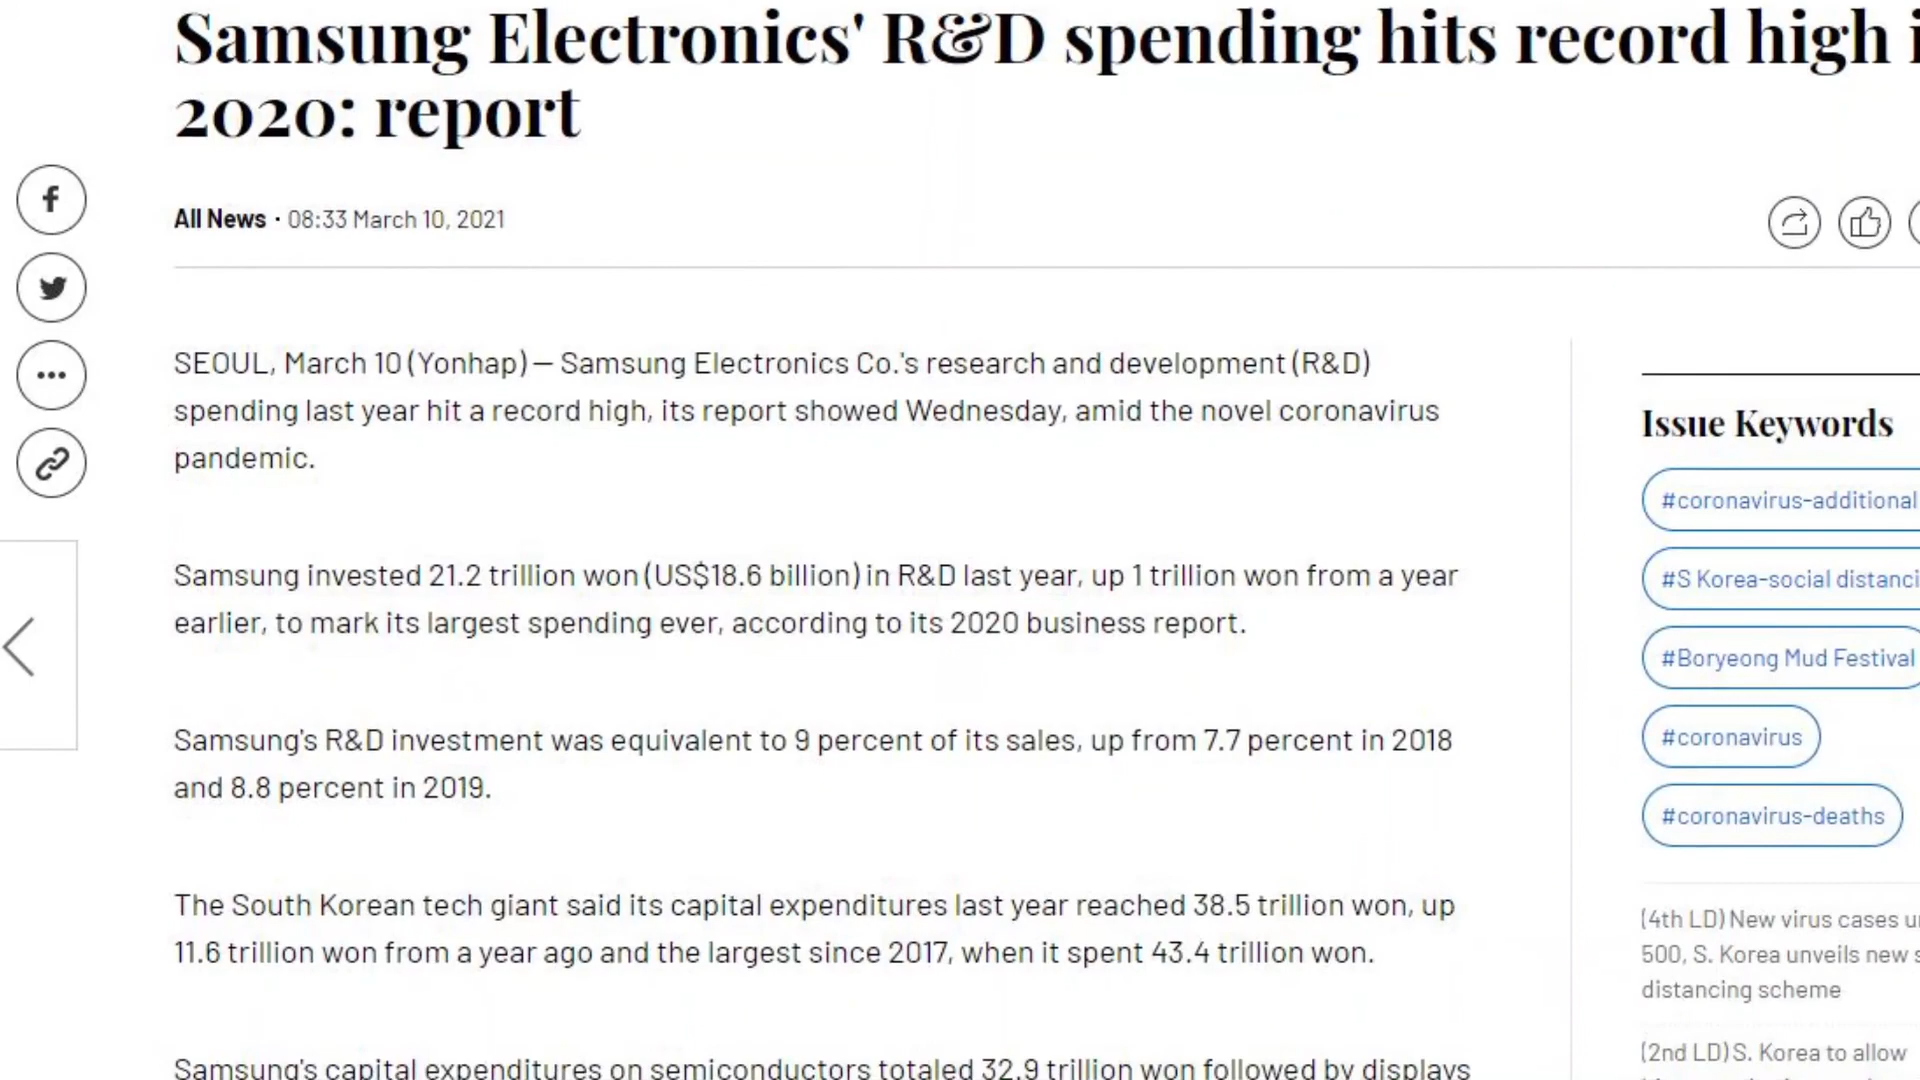 Samsung Electronics' R&D spending hits record high
2020: report
All News · 08:33 March 10, 2021
SEOUL, March 10 (Yonhap) — Samsung Electronics Co.'s research and development (R&D)
spending last year hit a record high, its report showed Wednesday, amid the novel coronavirus
pandemic.
Samsung invested 21.2 trillion won (US$18.6 billion) in R&D last year, up 1 trillion won from a year
earlier, to mark its largest spending ever, according to its 2020 business report.
Samsung's R&D investment was equivalent to 9 percent of its sales, up from 7.7 percent in 2018
and 8.8 percent in 2019.
The South Korean tech giant said its capital expenditures last year reached 38.5 trillion won, up
11.6 trillion won from a year ago and the largest since 2017, when it spent 43.4 trillion won.
Samsung's capital expenditures on semiconductors totaled 32.9 trillion won followed by displays
Issue Keywords
#coronavirus-additional
#S Korea-social distanci
#Boryeong Mud Festival
#coronavirus
#coronavirus-deaths
(4th LD) New virus cases
500, S. Korea unveils new
distancing scheme
(2nd LD) S. Korea to allow